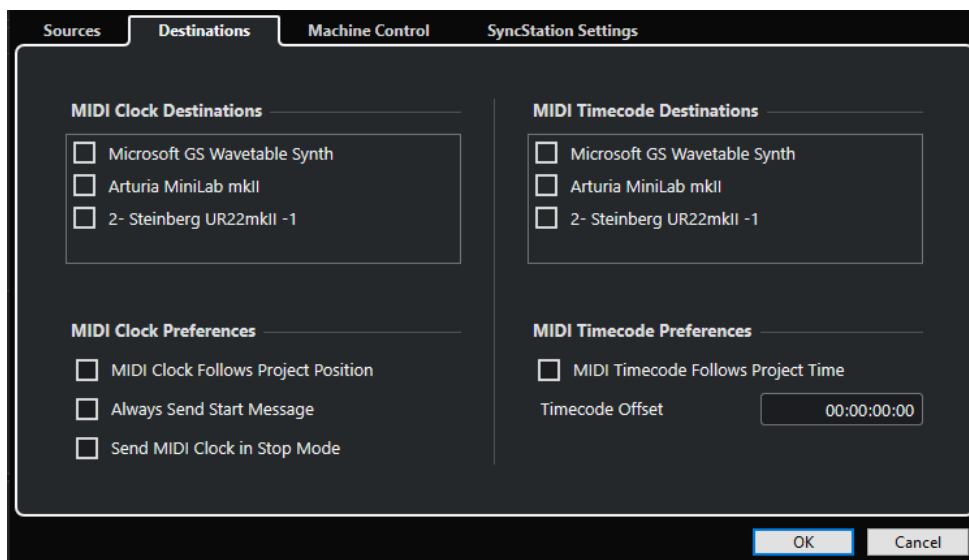 Sources
Destinations
Machine Control
SyncStation Settings
MIDI Clock Destinations
Microsoft GS Wavetable Synth
Arturia MiniLab mkII
2- Steinberg UR22mkII -1
MIDI Timecode Destinations
Microsoft GS Wavetable Synth
Arturia MiniLab mkII
2- Steinberg UR22mkII -1
MIDI Clock Preferences
MIDI Clock Follows Project Position
Always Send Start Message
Send MIDI Clock in Stop Mode
MIDI Timecode Preferences
MIDI Timecode Follows Project Time
Timecode Offset
00:00:00:00
OK
Cancel